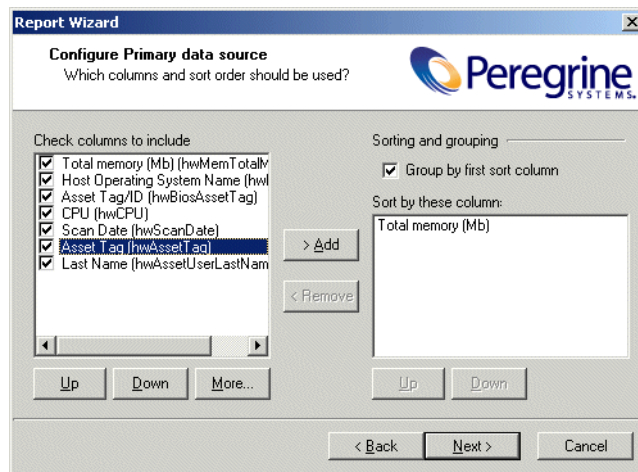 Report Wizard
Configure Primary data source
Which columns and sort order should be used?
Peregrine
SYSTEMS
Check columns to include
Total memory (Mb) (hwMemTotalM
Host Operating System Name (hwI
Asset Tag/ID (hwBiosAssetTag)
CPU (hwCPU)
Scan Date (hwScanDate)
Asset Tag (hwAssetTag)
Last Name (hwAssetUserLastNam
Up
Down
More...
> Add
< Remove
Sorting and grouping
Group by first sort column
Sort by these column:
Total memory (Mb)
Up
Down
< Back
Next >
Cancel